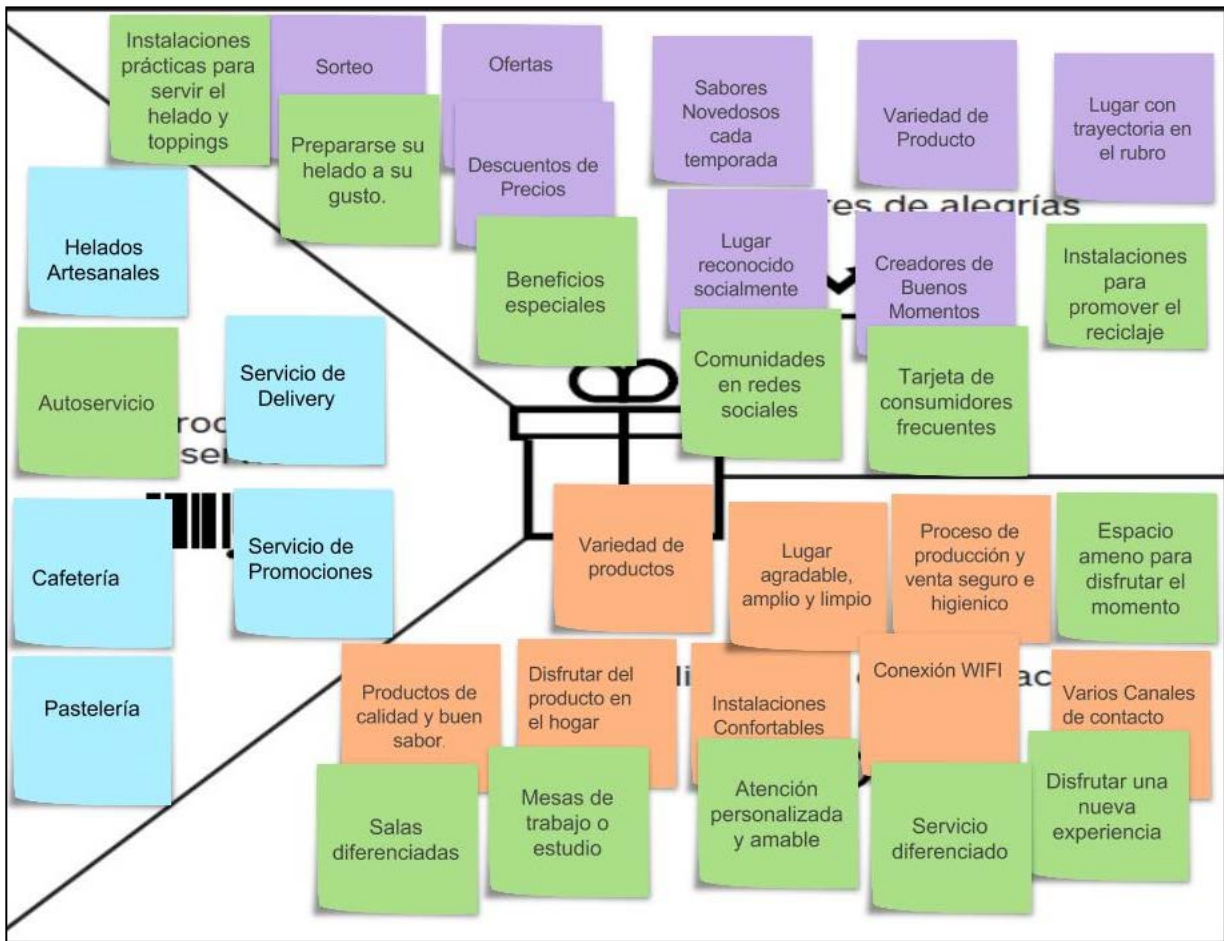 Instalaciones
prácticas para
servir el
helado y
toppings
Sorteo
Ofertas
Sabores
Novedosos
cada
temporada
Variedad de
Producto
Lugar con
trayectoria en
el rubro
Prepararse su
helado a su
gusto.
Descuentos de
Precios
res de alegrías
Helados
Artesanales
Beneficios
especiales
Lugar
reconocido
socialmente
Creadores de
Buenos
Momentos
Instalaciones
para
promover el
reciclaje
Autoservicio
Servicio de
Delivery
Comunidades
en redes
sociales
Tarjeta de
consumidores
frecuentes
Cafetería
Servicio de
Promociones
Variedad de
productos
Lugar
agradable,
amplio y limpio
Proceso de
producción y
venta seguro e
higienico
Espacio
ameno para
disfrutar el
momento
Pastelería
Productos de
calidad y buen
sabor.
Disfrutar del
producto en
el hogar
Instalaciones
Confortables
Conexión WIFI
Varios Canales
de contacto
Salas
diferenciadas
Mesas de
trabajo o
estudio
Atención
personalizada
y amable
Servicio
diferenciado
Disfrutar una
nueva
experiencia